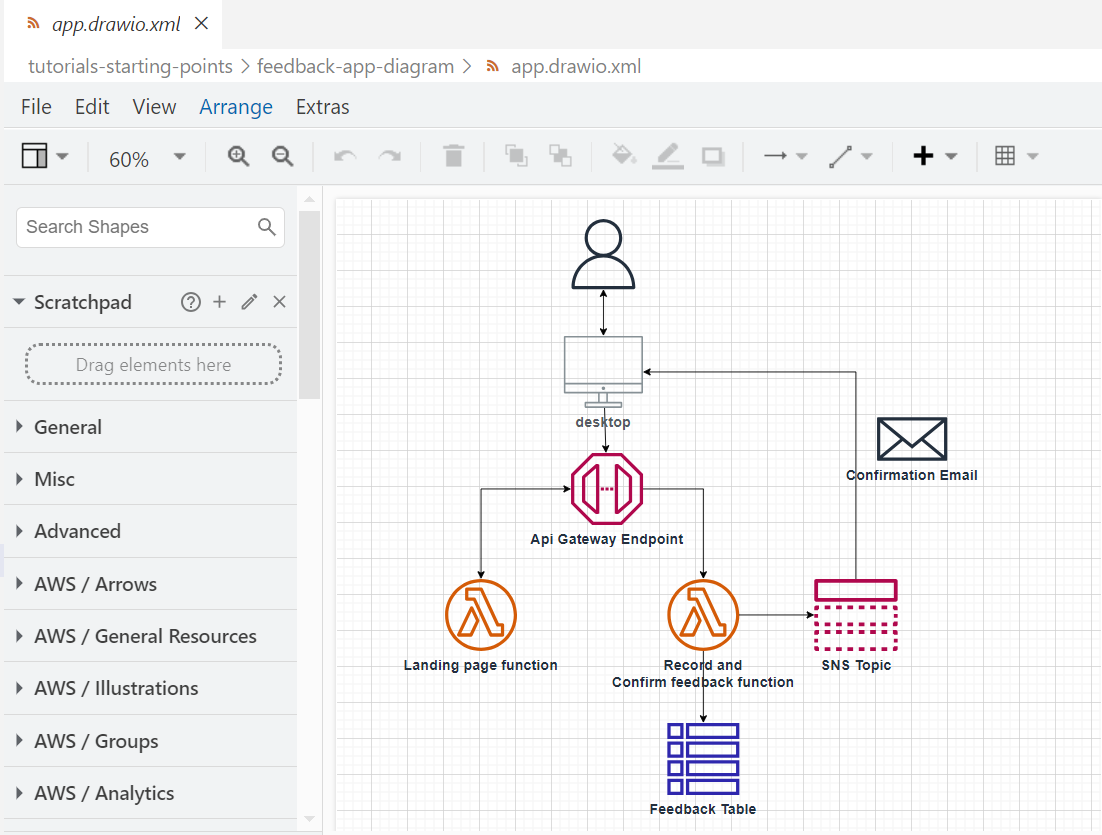 app.drawio.xml
tutorials-starting-points > feedback-app-diagram > app.drawio.xml
File Edit View Arrange Extras
60%
Search Shapes
Scratchpad
Drag elements here
General
Misc
Advanced
AWS / Arrows
AWS / General Resources
AWS / Illustrations
AWS / Groups
AWS / Analytics
desktop
Confirmation Email
Api Gateway Endpoint
Landing page function
Record and
Confirm feedback function
SNS Topic
Feedback Table